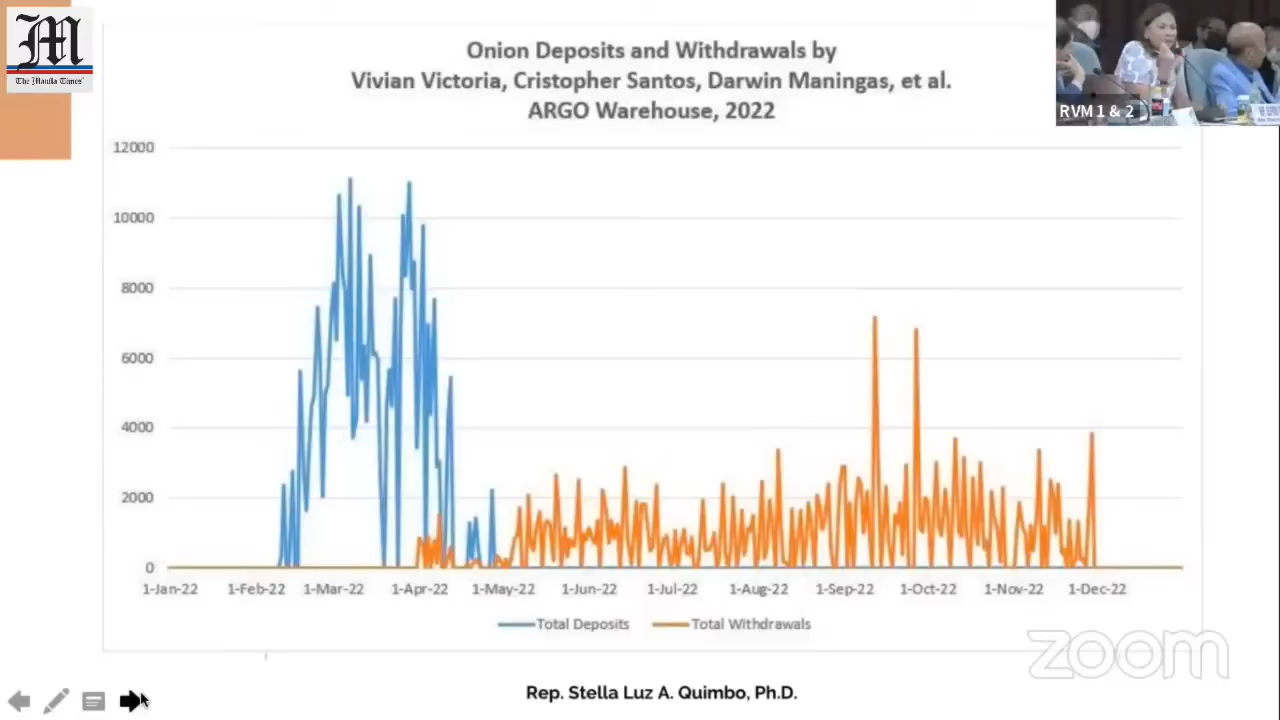 M
The Manila Times
Onion Deposits and Withdrawals by
Vivian Victoria, Cristopher Santos, Darwin Maningas, et al.
ARGO Warehouse, 2022
RVM 1 & 2
12000
10000
8000
6000
4000
2000
0
1-Jan-22 1-Feb-22 1-Mar-22 1-Apr-22 1-May-22 1-Jun-22 1-Jul-22 1-Aug-22 1-Sep-22 1-Oct-22 1-Nov-22 1-Dec-22
Total Deposits Total Withdrawals
zoom
Rep. Stella Luz A. Quimbo, Ph.D.